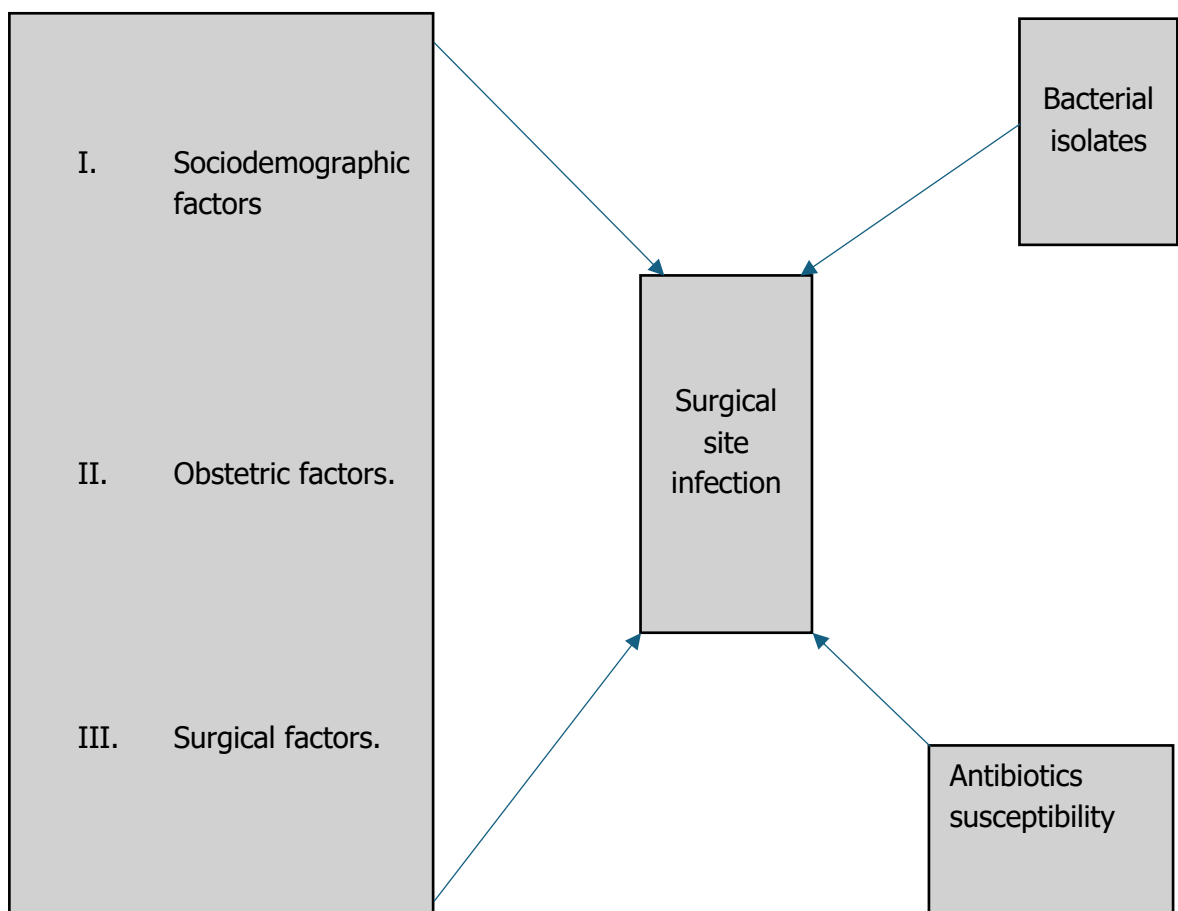 I. Sociodemographic
factors
II. Obstetric factors.
III. Surgical factors.
Surgical
site
infection
Bacterial
isolates
Antibiotics
susceptibility